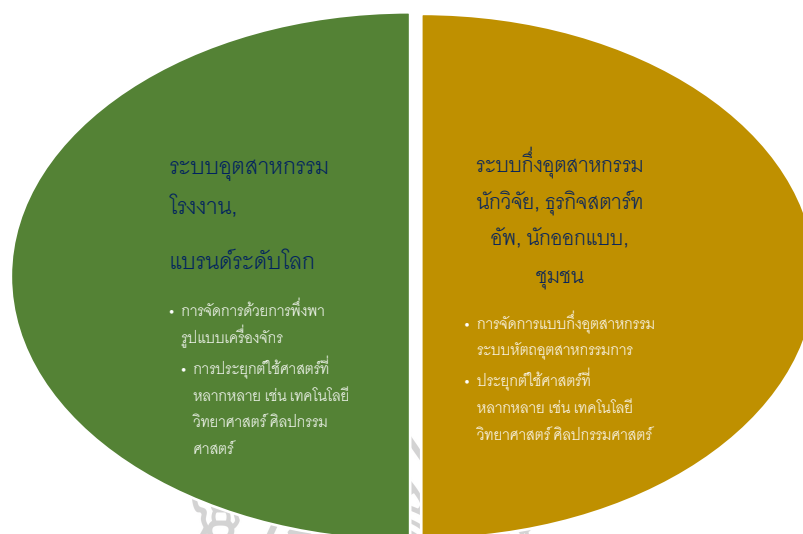 ระบบอุตสาหกรรม
โรงงาน,
แบรนด์ระดับโลก
• การจัดการด้วยการพึ่งพา
รูปแบบเครื่องจักร
• การประยุกต์ใช้ศาสตร์ที่
หลากหลาย เช่น เทคโนโลยี
วิทยาศาสตร์ ศิลปกรรม
ศาสตร์
ระบบกึ่งอุตสาหกรรม
นักวิจัย, ธุรกิจสตาร์ท
อัพ, นักออกแบบ,
ชุมชน
• การจัดการแบบกึ่งอุตสาหกรรม
ระบบหัตถอุตสาหกรรมการ
• ประยุกต์ใช้ศาสตร์ที่
หลากหลาย เช่น เทคโนโลยี
วิทยาศาสตร์ ศิลปกรรมศาสตร์